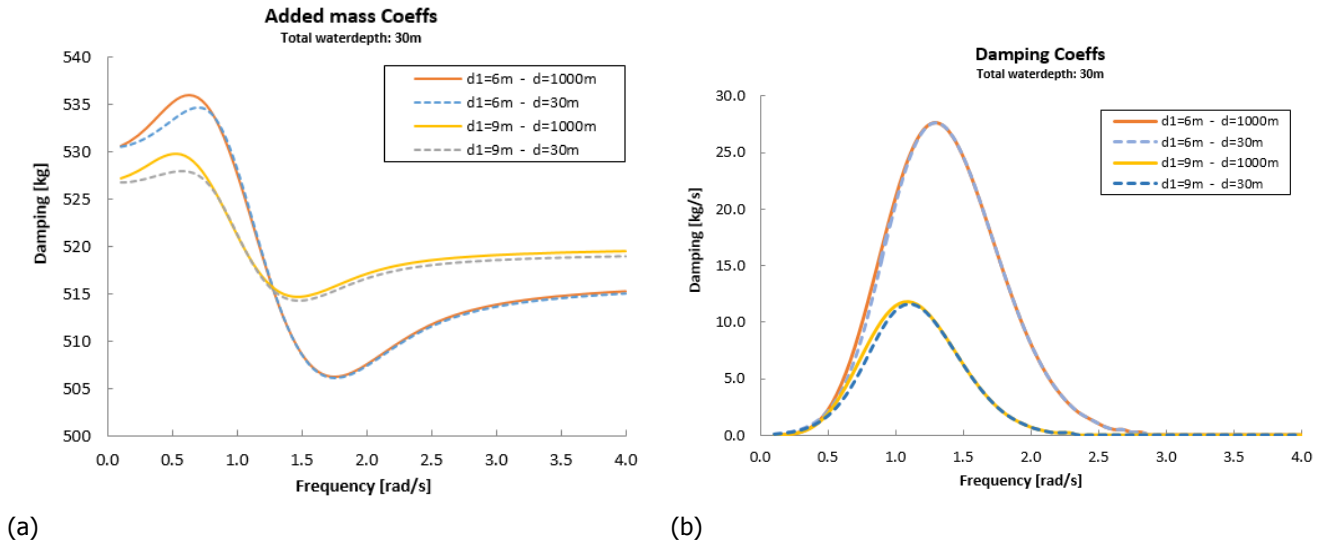 Added mass Coeffs
Total waterdepth: 30m
540
535
530
525
520
515
510
505
500
Damping [kg]
d1=6m - d=1000m
d1=6m - d=30m
d1=9m - d=1000m
d1=9m - d=30m
0.0 0.5 1.0 1.5 2.0 2.5 3.0 3.5 4.0
Frequency [rad/s]
(a)
Damping Coeffs
Total waterdepth: 30m
30.0
25.0
20.0
15.0
10.0
5.0
0.0
Damping [kg/s]
d1=6m - d=1000m
d1=6m - d=30m
d1=9m - d=1000m
d1=9m - d=30m
0.0 0.5 1.0 1.5 2.0 2.5 3.0 3.5 4.0
Frequency [rad/s]
(b)